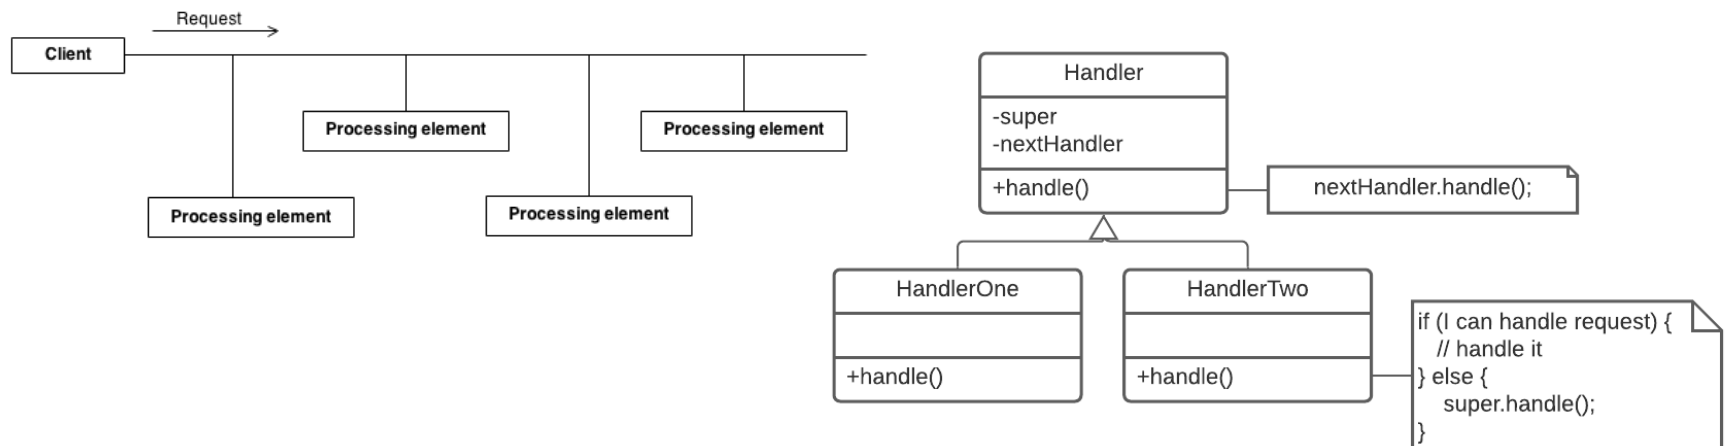 Request
Client
Processing element
Processing element
Processing element
Processing element
Handler
-super
-nextHandler
+handle()
nextHandler.handle();
HandlerOne
+handle()
HandlerTwo
+handle()
if (I can handle request) {
// handle it
} else {
super.handle();
}